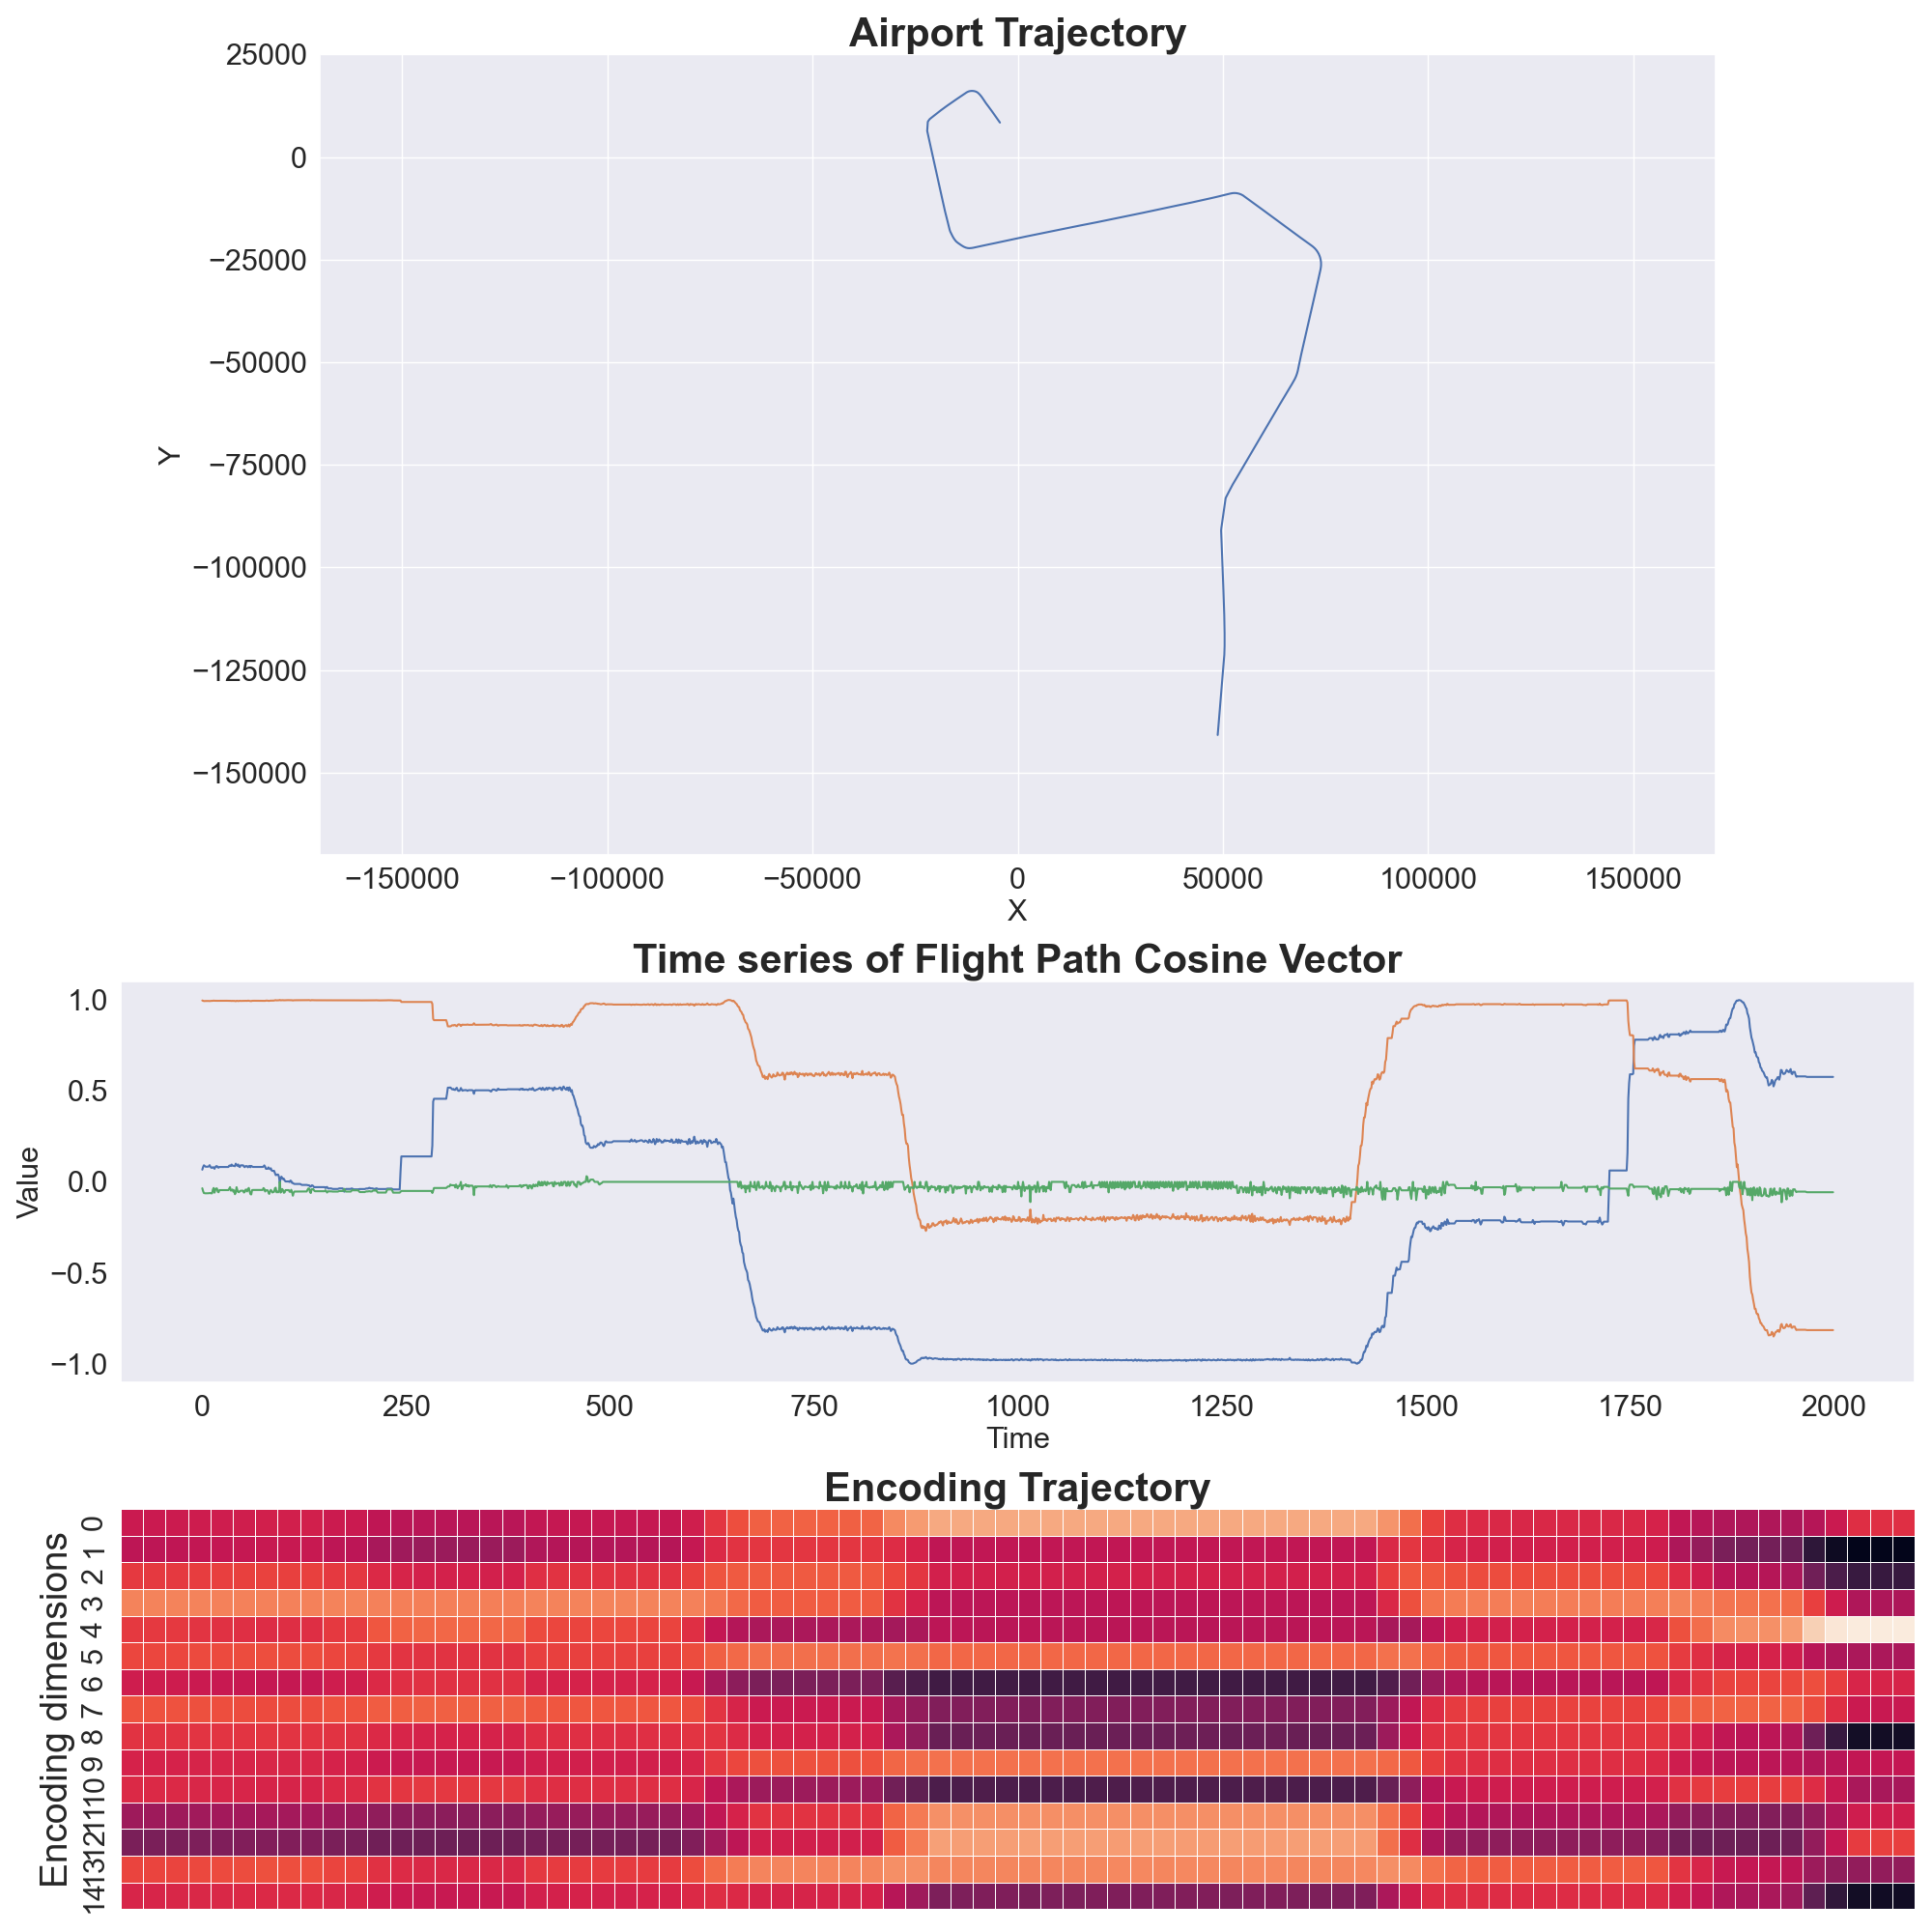 Airport Trajectory
25000
0
−25000
−50000
−75000
−100000
−125000
−150000
Y
−150000 −100000 −50000 0 50000 100000 150000
X
Time series of Flight Path Cosine Vector
1.0
0.5
0.0
−0.5
−1.0
Value
0 250 500 750 1000 1250 1500 1750 2000
Time
Encoding Trajectory
Encoding dimensions
0
1
2
3
4
5
6
7
8
9
10
11
12
13
14